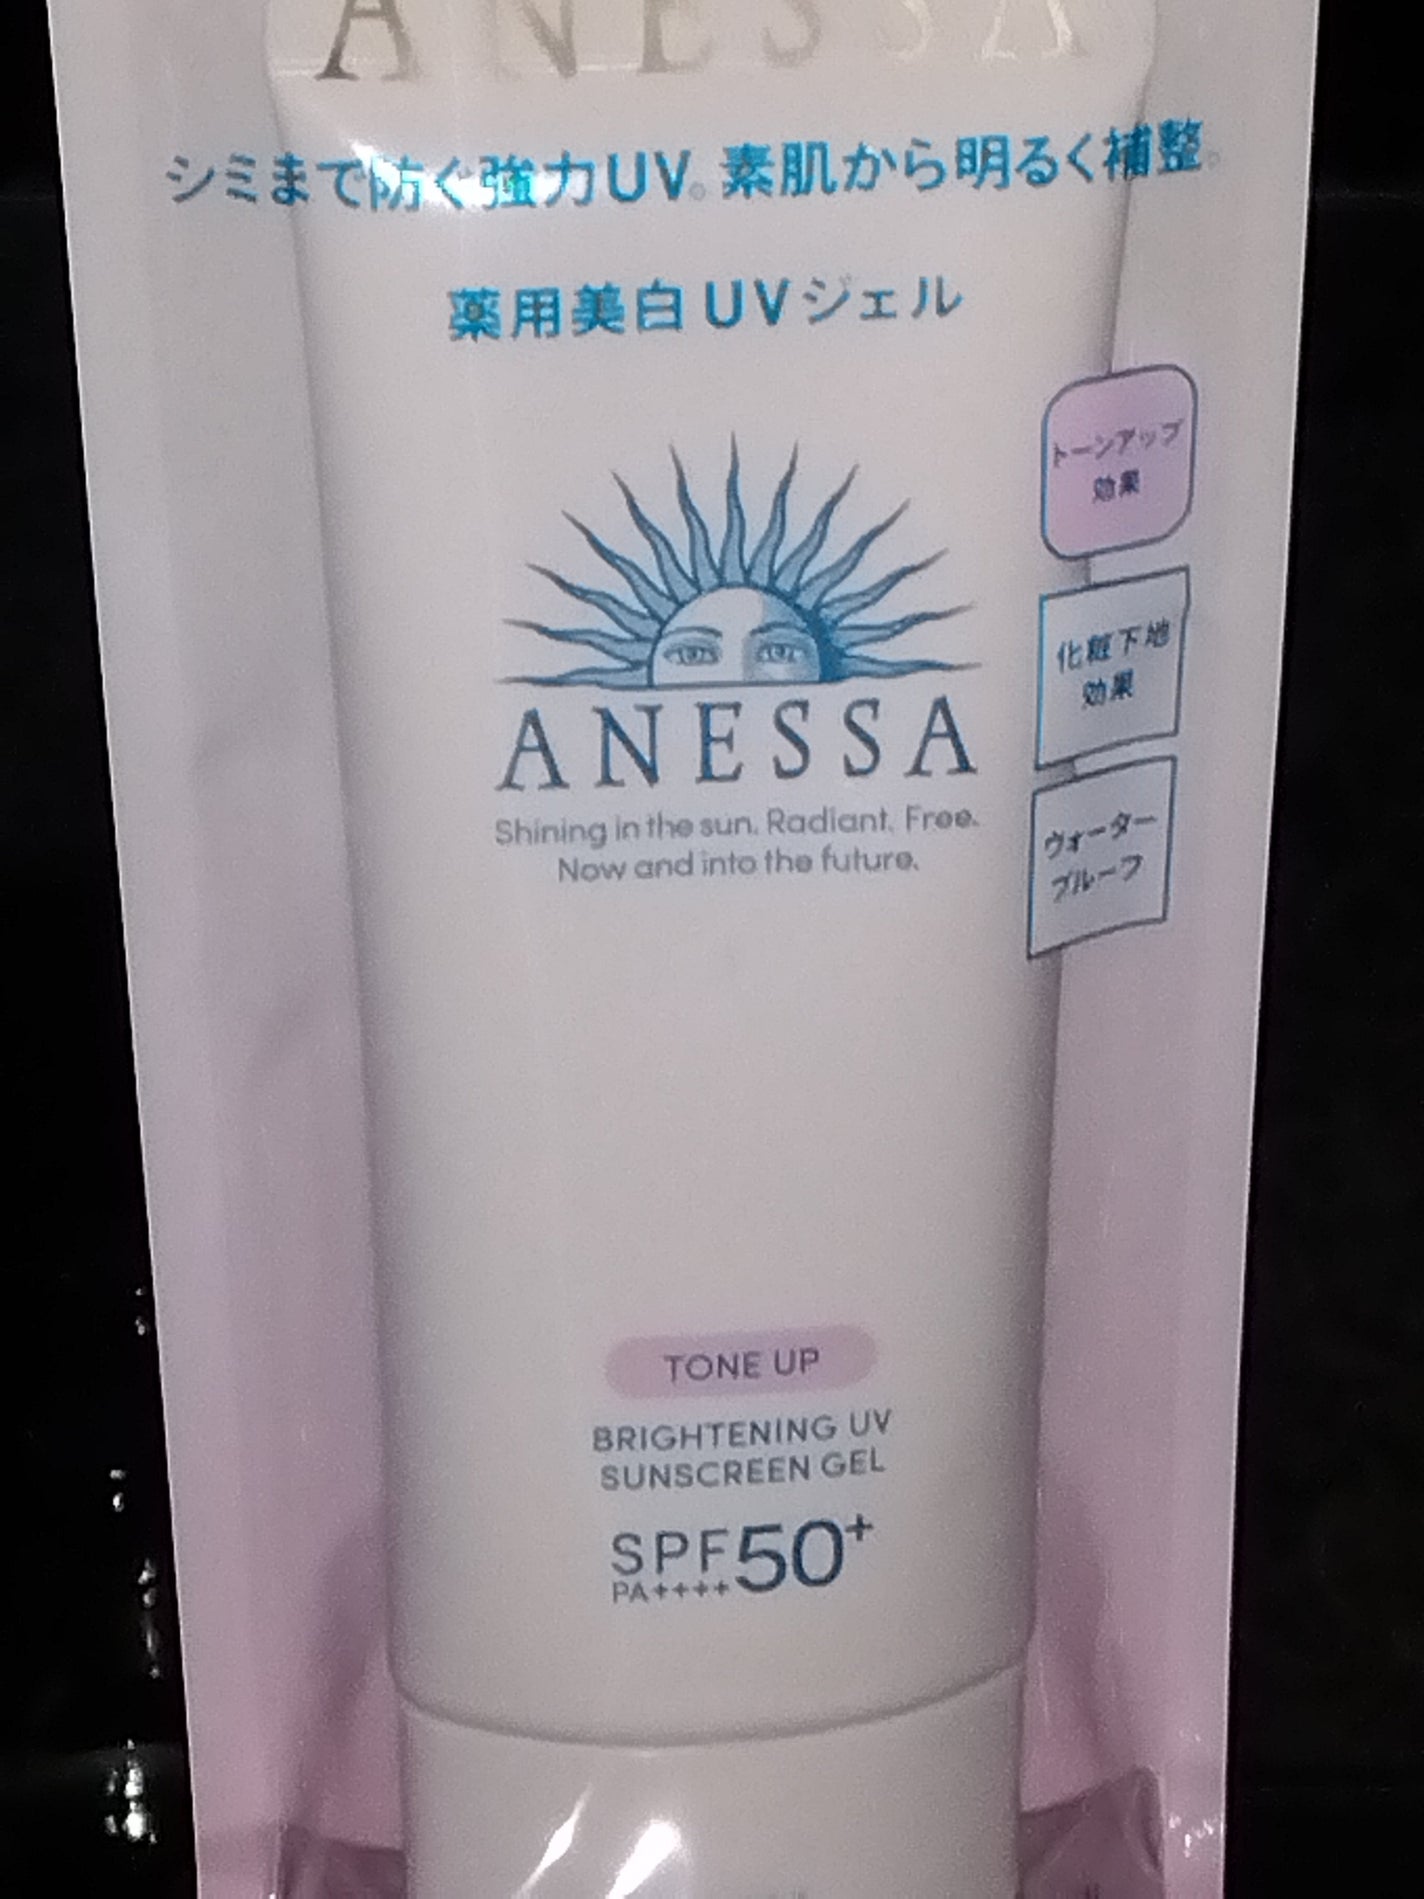 ANESSA
シミまで防ぐ強力UV。素肌から明るく補整。
薬用美白UVジェル
トーンアップ
効果
化粧下地
効果
ウォーター
プルーフ
ANESSA
Shining in the sun. Radiant. Free.
Now and into the future.
TONE UP
BRIGHTENING UV
SUNSCREEN GEL
SPF50+
PA++++